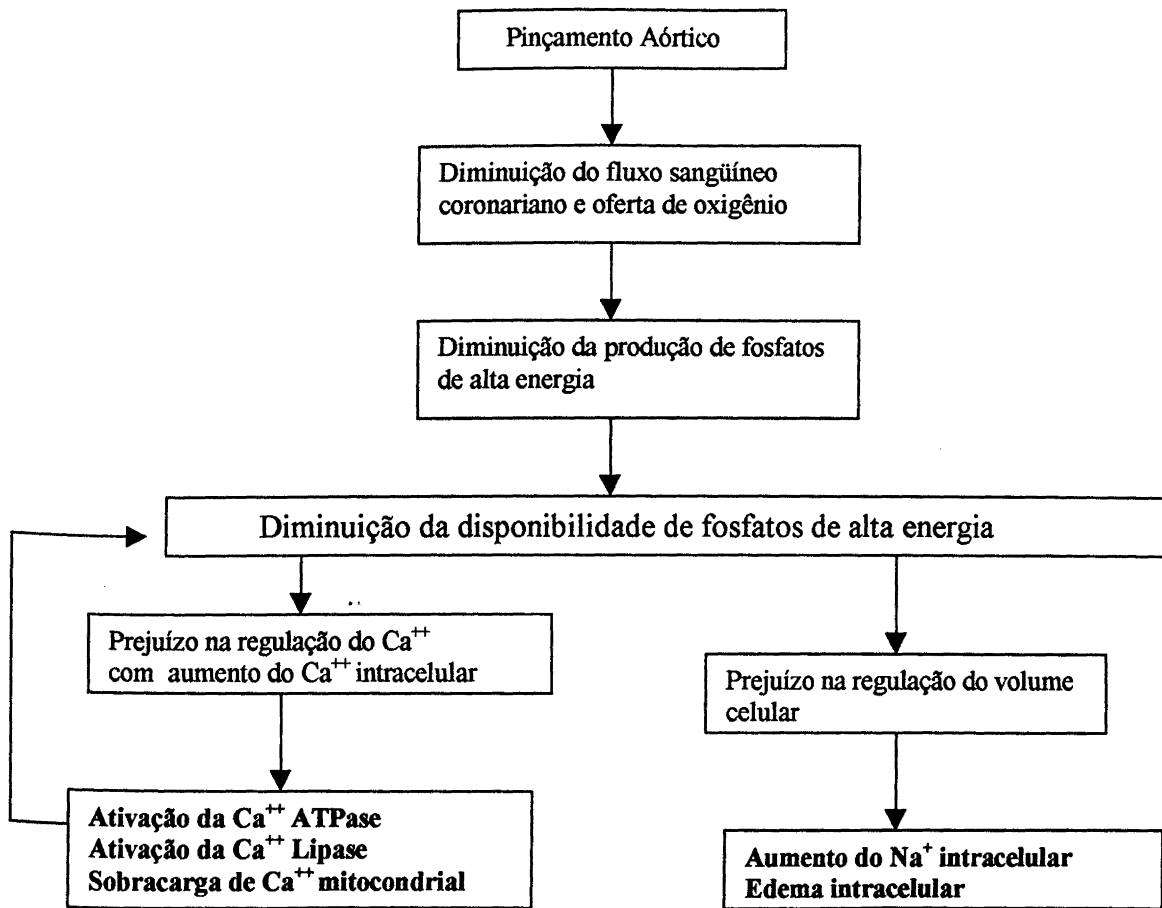 Pinçamento Aórtico
Diminuição do fluxo sangüíneo
coronariano e oferta de oxigênio
Diminuição da produção de fosfatos
de alta energia
Diminuição da disponibilidade de fosfatos de alta energia
Prejuízo na regulação do Ca⁺⁺
com aumento do Ca⁺⁺ intracelular
Prejuízo na regulação do volume
celular
Ativação da Ca⁺⁺ ATPase
Ativação da Ca⁺⁺ Lipase
Sobracarga de Ca⁺⁺ mitocondrial
Aumento do Na⁺ intracelular
Edema intracelular